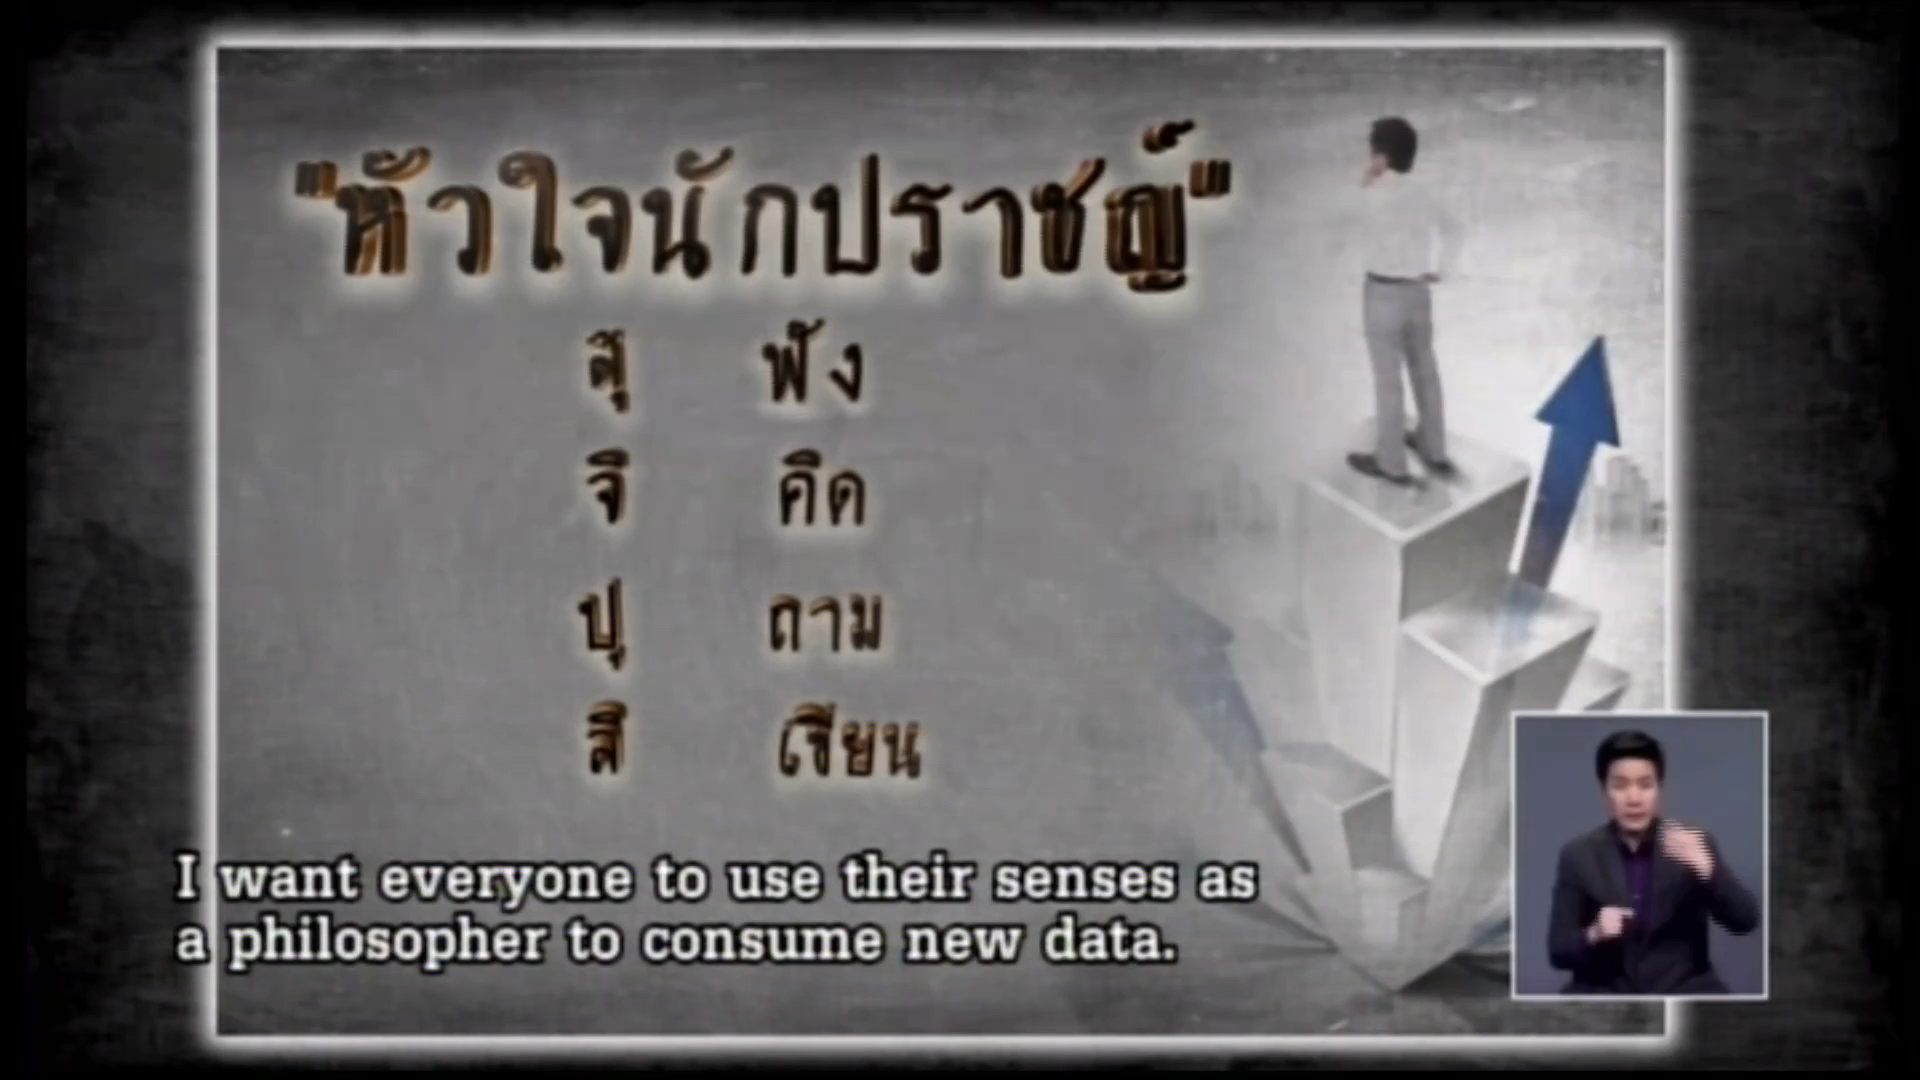 "หัวใจนักปราชญ์"
สุ ฟัง
จิ คิด
ปุ ถาม
สิ เขียน
I want everyone to use their senses as
a philosopher to consume new data.